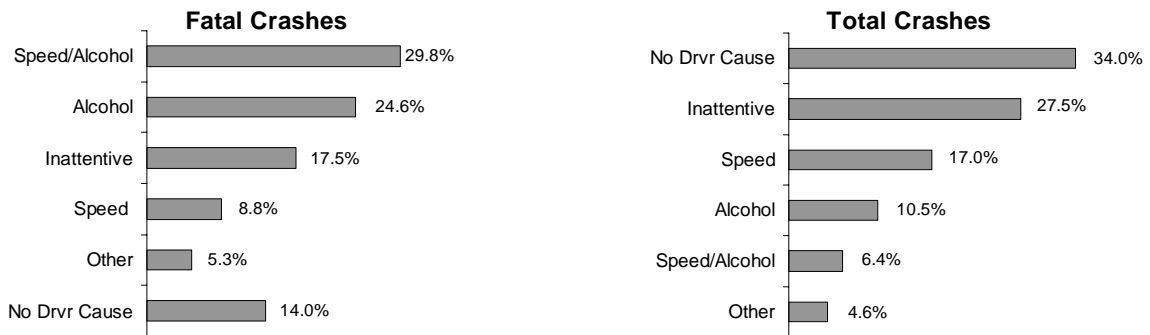 Fatal Crashes
Speed/Alcohol 29.8%
Alcohol 24.6%
Inattentive 17.5%
Speed 8.8%
Other 5.3%
No Drvr Cause 14.0%
Total Crashes
No Drvr Cause 34.0%
Inattentive 27.5%
Speed 17.0%
Alcohol 10.5%
Speed/Alcohol 6.4%
Other 4.6%